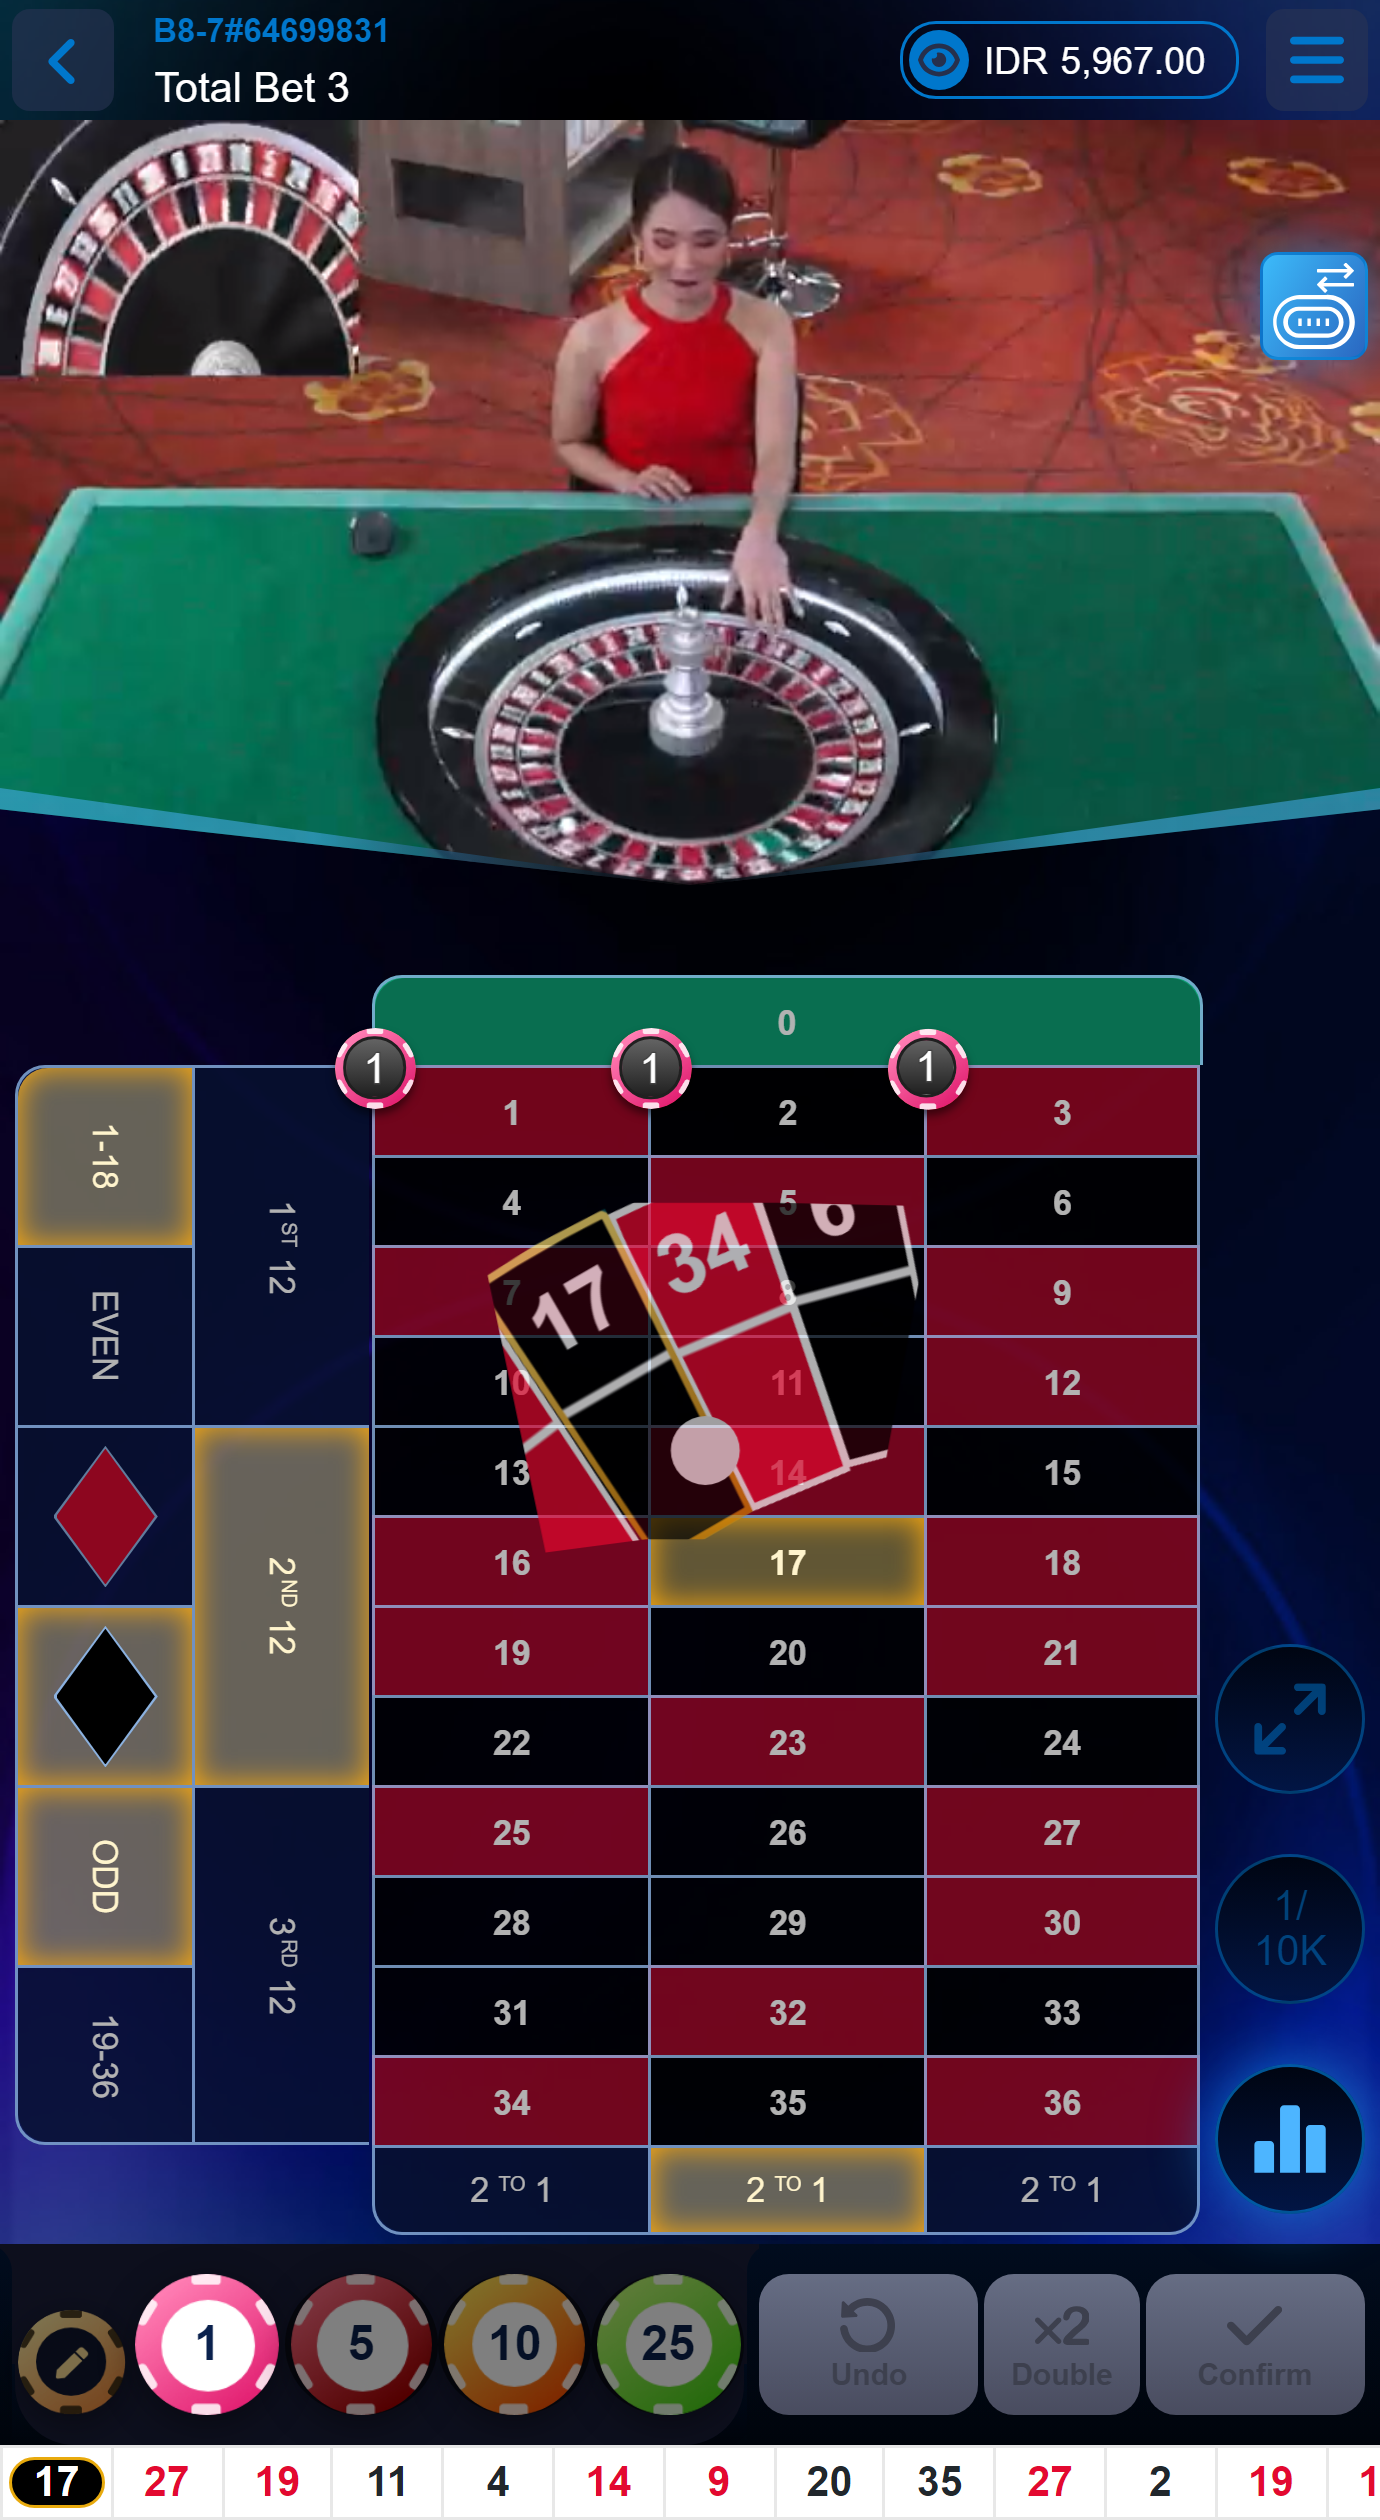 B8-7#64699831
Total Bet 3
IDR 5,967.00
0
1 1 1
1 2 3
4 5 6
7 8 9
10 11 12
13 14 15
16 17 18
19 20 21
22 23 24
25 26 27
28 29 30
31 32 33
34 35 36
2 TO 1 2 TO 1 2 TO 1
1-18
EVEN
ODD
19-36
1ST 12
2ND 12
3RD 12
17 34 6
1/
10K
1 5 10 25
Undo
x2
Double
Confirm
17 27 19 11 4 14 9 20 35 27 2 19 1